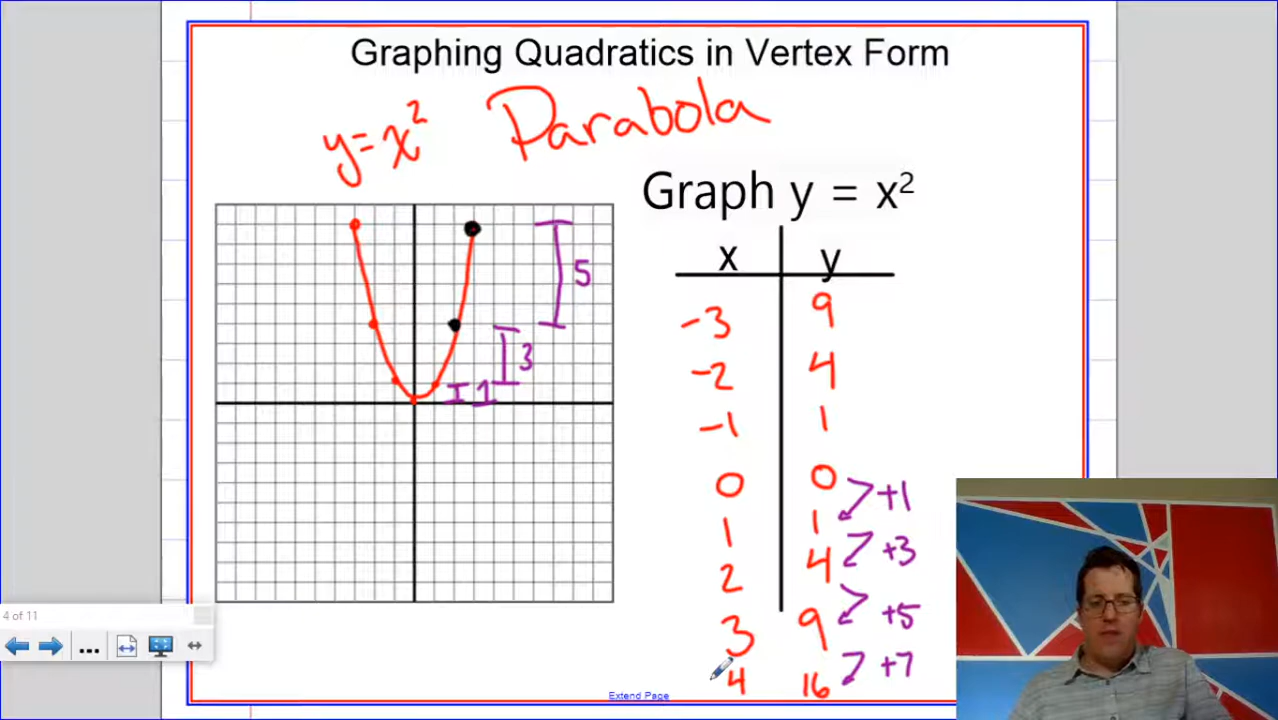 Graphing Quadratics in Vertex Form
y=x² Parabola
Graph y = x²
x y
-3 9
-2 4
-1 1
0 0
+1
1 1
+3
2 4
+5
3 9
+7
4 16
5
3
1
4 of 11
...
Extend Page